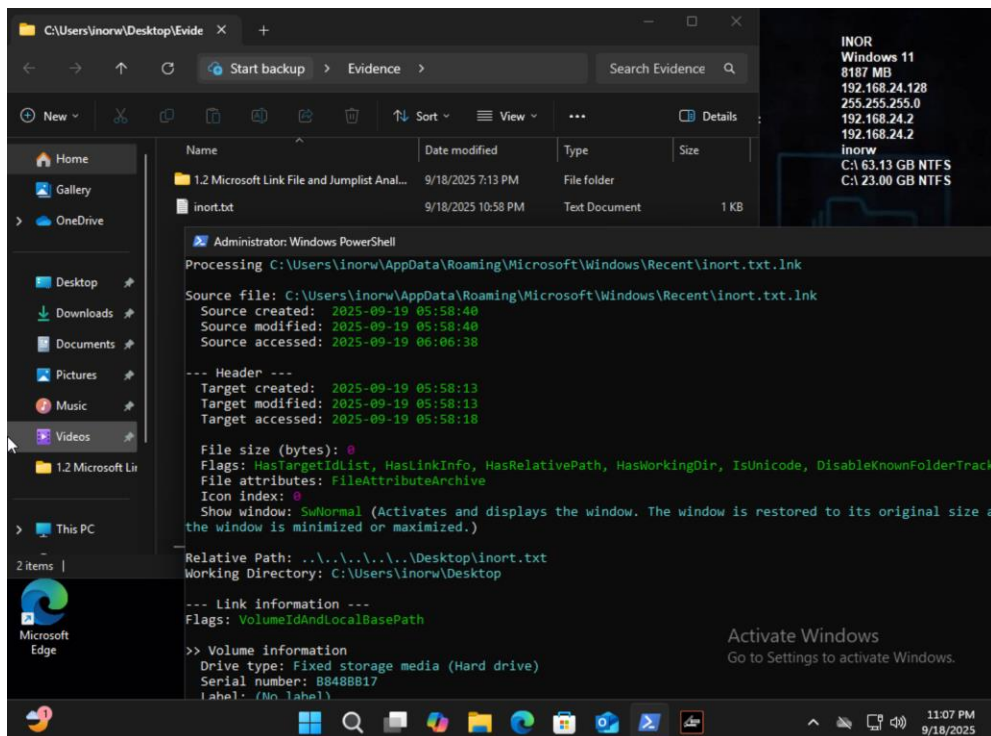 C:\Users\inorw\Desktop\Evide
Start backup > Evidence >
Search Evidence
New
Sort
View
Details
Name
Date modified
Type
Size
1.2 Microsoft Link File and Jumplist Anal...
9/18/2025 7:13 PM
File folder
inort.txt
9/18/2025 10:58 PM
Text Document
1 KB
Home
Gallery
OneDrive
Desktop
Downloads
Documents
Pictures
Music
Videos
1.2 Microsoft Lir
This PC
2 items
INOR
Windows 11
8187 MB
192.168.24.128
255.255.255.0
192.168.24.2
192.168.24.2
inorw
C:\ 63.13 GB NTFS
C:\ 23.00 GB NTFS
Administrator: Windows PowerShell
Processing C:\Users\inorw\AppData\Roaming\Microsoft\Windows\Recent\inort.txt.lnk
Source file: C:\Users\inorw\AppData\Roaming\Microsoft\Windows\Recent\inort.txt.lnk
Source created: 2025-09-19 05:58:40
Source modified: 2025-09-19 05:58:40
Source accessed: 2025-09-19 06:06:38
--- Header ---
Target created: 2025-09-19 05:58:13
Target modified: 2025-09-19 05:58:13
Target accessed: 2025-09-19 05:58:18
File size (bytes): 0
Flags: HasTargetIdList, HasLinkInfo, HasRelativePath, HasWorkingDir, IsUnicode, DisableKnownFolderTrack
File attributes: FileAttributeArchive
Icon index: 0
Show window: SwNormal (Activates and displays the window. The window is restored to its original size a
the window is minimized or maximized.)
Relative Path: ..\..\..\..\..\Desktop\inort.txt
Working Directory: C:\Users\inorw\Desktop
--- Link information ---
Flags: VolumeIdAndLocalBasePath
>> Volume information
Drive type: Fixed storage media (Hard drive)
Serial number: B848BB17
Label: (No label)
Activate Windows
Go to Settings to activate Windows.
Microsoft
Edge
1
11:07 PM
9/18/2025